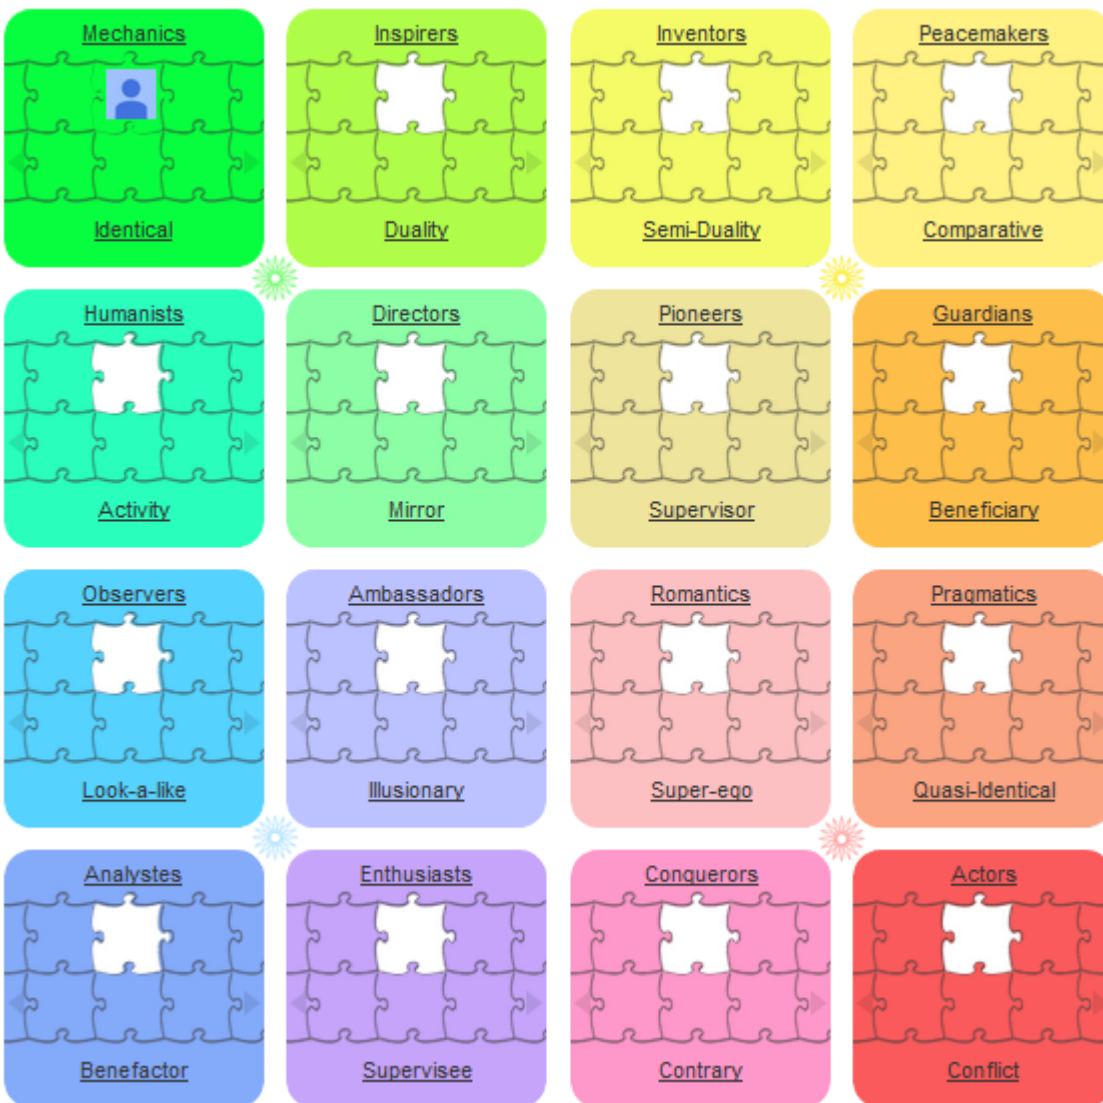 Mechanics
Identical
Inspirers
Duality
Inventors
Semi-Duality
Peacemakers
Comparative
Humanists
Activity
Directors
Mirror
Pioneers
Supervisor
Guardians
Beneficiary
Observers
Look-a-like
Ambassadors
Illusionary
Romantics
Super-ego
Pragmatics
Quasi-Identical
Analystes
Benefactor
Enthusiasts
Supervisee
Conquerors
Contrary
Actors
Conflict